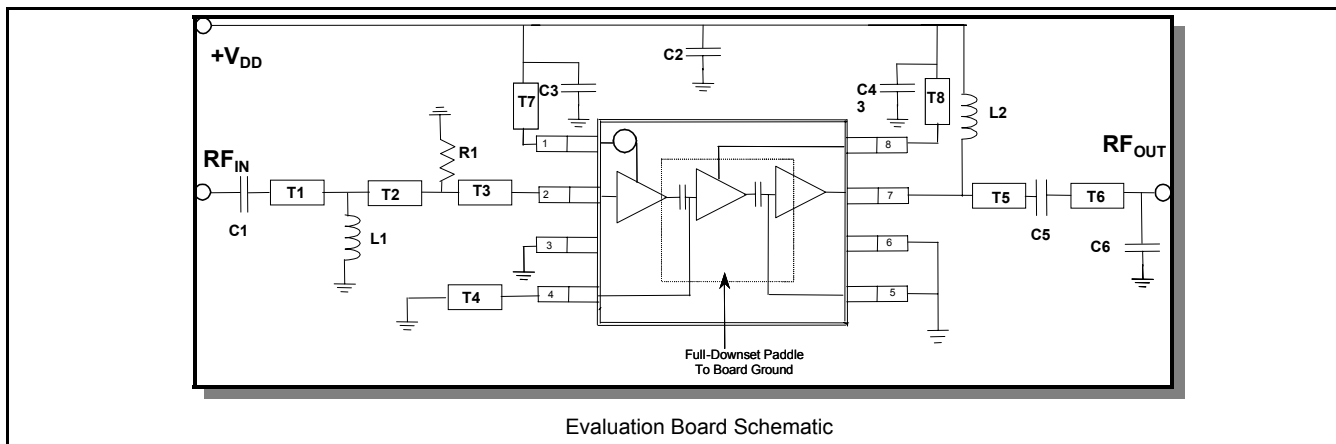 +VDD
C2
C3
T7
C4
3
T8
L2
1
8
RFIN
R1
RFOUT
T1
T2
T3
2
7
T5
T6
C1
L1
C5
C6
3
6
T4
4
5
Full-Downset Paddle
To Board Ground
Evaluation Board Schematic